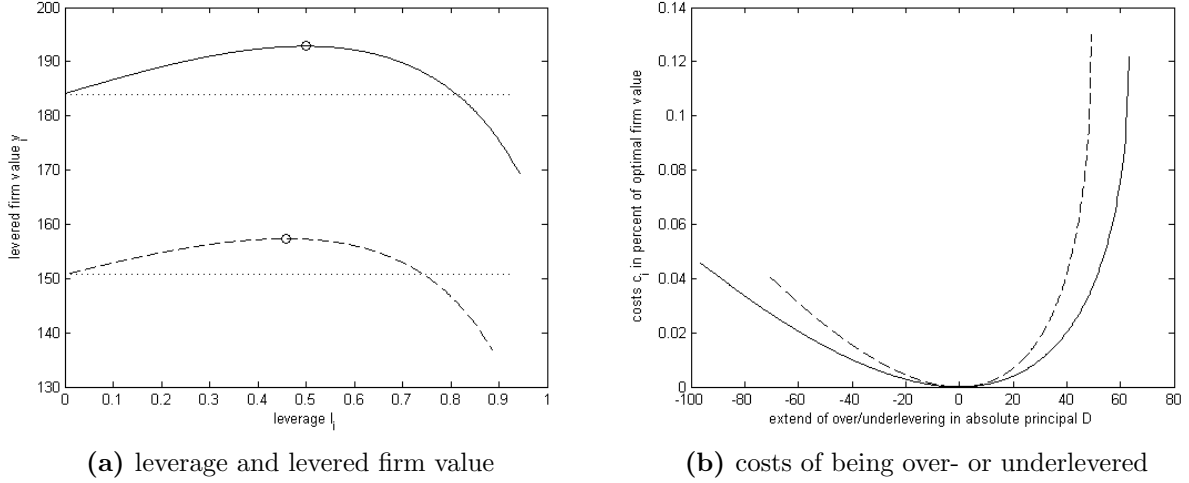 200
190
180
170
160
150
140
130
levered firm value v_i
0 0.1 0.2 0.3 0.4 0.5 0.6 0.7 0.8 0.9 1
leverage l_i
(a) leverage and levered firm value
0.14
0.12
0.1
0.08
0.06
0.04
0.02
0
costs c_i in percent of optimal firm value
-100 -80 -60 -40 -20 0 20 40 60 80
extend of over/underlevering in absolute principal D
(b) costs of being over- or underlevered